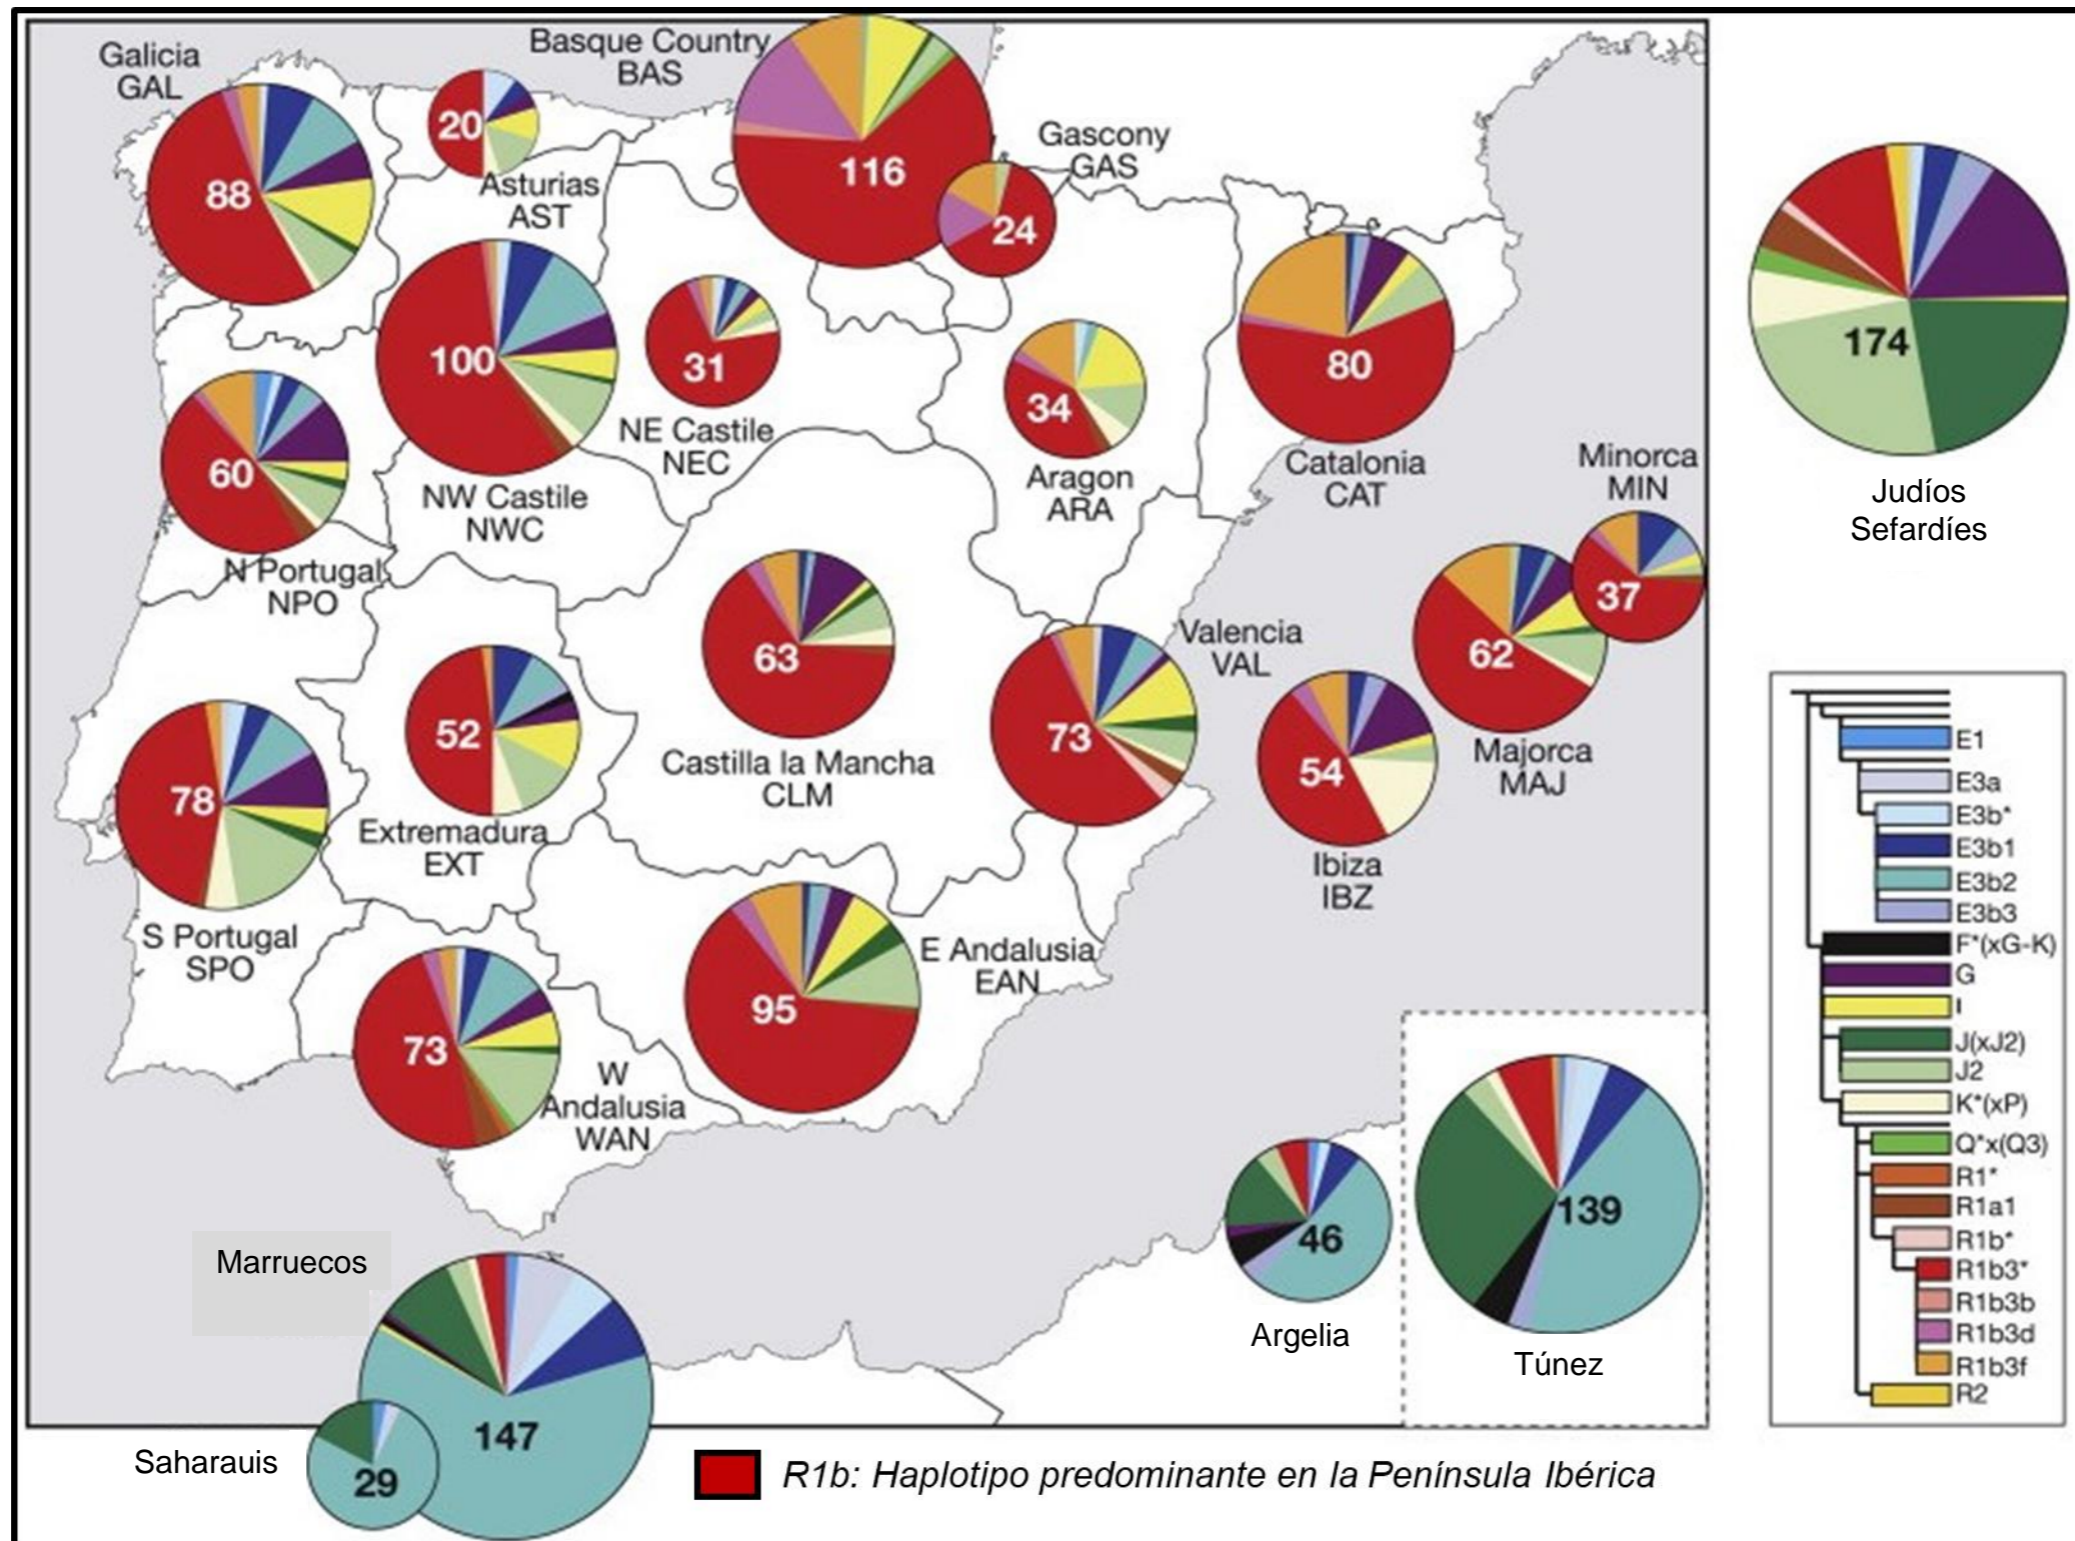 Galicia
GAL
88
20
Asturias
AST
Basque Country
BAS
116
Gascony
GAS
24
100
NW Castile
NWC
31
NE Castile
NEC
34
Aragon
ARA
80
Catalonia
CAT
Minorca
MIN
37
62
Majorca
MAJ
60
N Portugal
NPO
63
Castilla la Mancha
CLM
Valencia
VAL
73
54
Ibiza
IBZ
52
Extremadura
EXT
78
S Portugal
SPO
73
W
Andalusia
WAN
95
E Andalusia
EAN
174
Judíos
Sefardíes
E1
E3a
E3b*
E3b1
E3b2
E3b3
F*(xG-K)
G
I
J(xJ2)
J2
K*(xP)
Q*x(Q3)
R1*
R1a1
R1b*
R1b3*
R1b3b
R1b3d
R1b3f
R2
Marruecos
147
Saharauis
29
46
Argelia
139
Túnez
R1b: Haplotipo predominante en la Península Ibérica